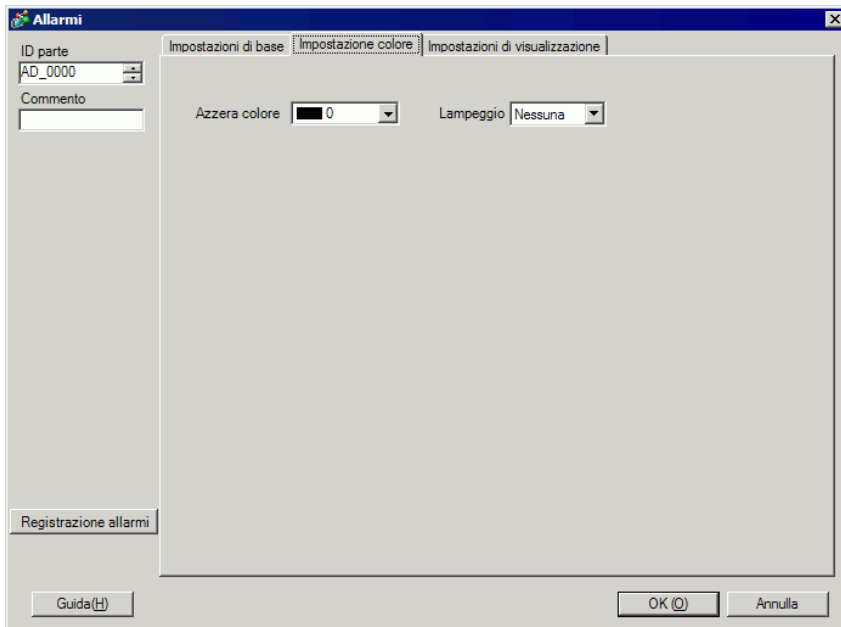 Allarmi
ID parte
AD_0000
Commento
Impostazioni di base
Impostazione colore
Impostazioni di visualizzazione
Azzera colore
0
Lampeggio
Nessuna
Registrazione allarmi
Guida(H)
OK (O)
Annulla